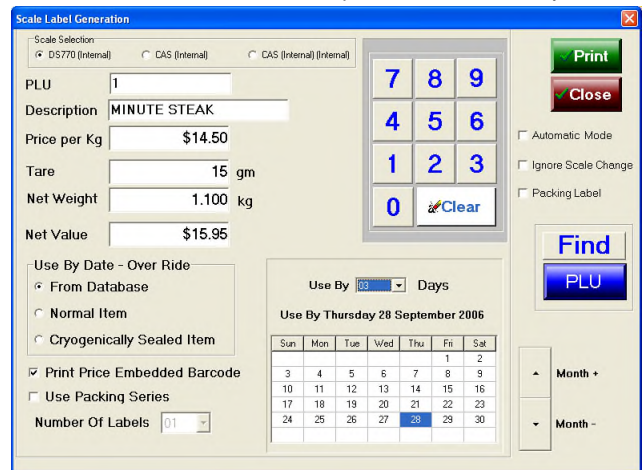 Scale Label Generation
Scale Selection
DS770 (Internal) CAS (Internal) CAS (Internal) (Internal)
PLU 1
Description MINUTE STEAK
Price per Kg $14.50
Tare 15 gm
Net Weight 1.100 kg
Net Value $15.95
7 8 9
4 5 6
1 2 3
0 Clear
Print
Close
Automatic Mode
Ignore Scale Change
Packing Label
Find
PLU
Use By Date - Over Ride
From Database
Normal Item
Cryogenically Sealed Item
Print Price Embedded Barcode
Use Packing Series
Number Of Labels 01
Use By 03 Days
Use By Thursday 28 September 2006
Sun Mon Tue Wed Thu Fri Sat
1 2
3 4 5 6 7 8 9
10 11 12 13 14 15 16
17 18 19 20 21 22 23
24 25 26 27 28 29 30
Month +
Month -